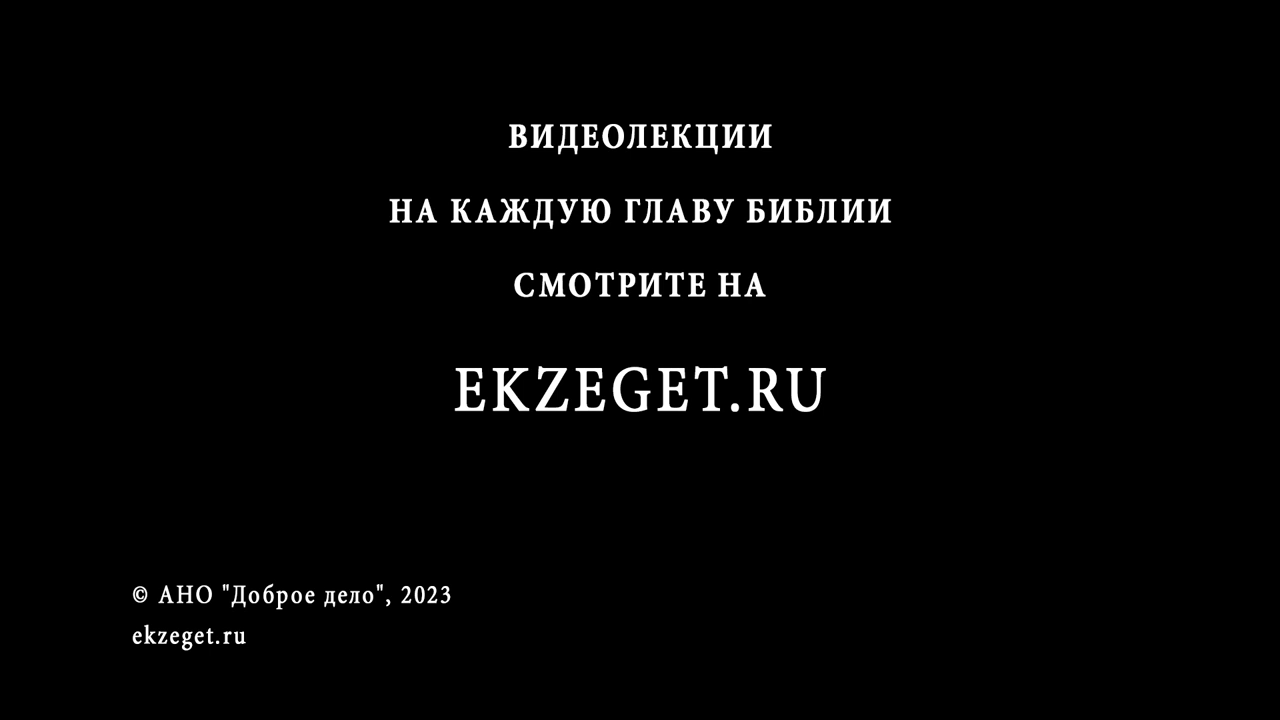 ВИДЕОЛЕКЦИИ
НА КАЖДУЮ ГЛАВУ БИБЛИИ
СМОТРИТЕ НА
EKZEGET.RU
© АНО "Доброе дело", 2023
ekzeget.ru